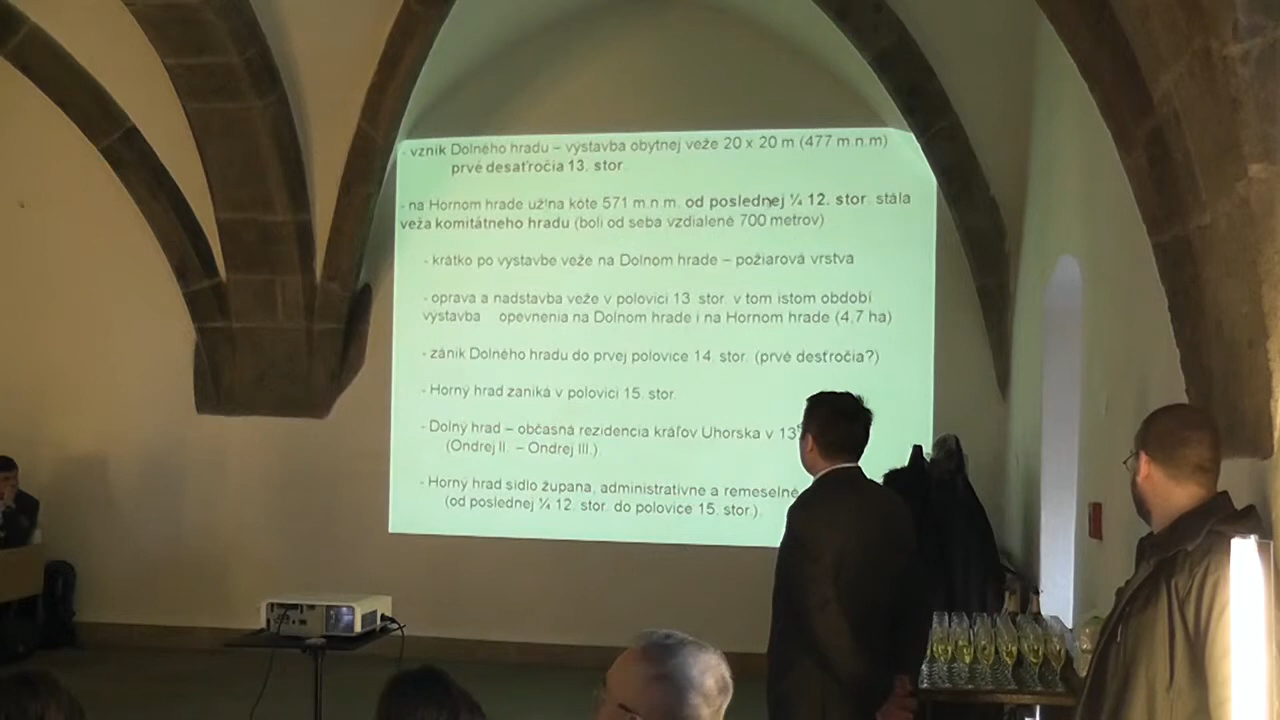 - vznik Dolného hradu – výstavba obytnej veže 20 x 20 m (477 m.n.m)
prvé desaťročia 13. stor.
- na Hornom hrade už na kóte 571 m.n.m. od poslednej ¼ 12. stor. stála
veža komitátneho hradu (boli od seba vzdialené 700 metrov)
- krátko po výstavbe veže na Dolnom hrade – požiarová vrstva
- oprava a nadstavba veže v polovici 13. stor. v tom istom období
výstavba opevnenia na Dolnom hrade i na Hornom hrade (4,7 ha)
- zánik Dolného hradu do prvej polovice 14. stor. (prvé desťročia?)
- Horný hrad zaniká v polovici 15. stor.
- Dolný hrad – občasná rezidencia kráľov Uhorska v 13
(Ondrej II. – Ondrej III.)
- Horný hrad sídlo župana, administratívne a remeselné
(od poslednej ¼ 12. stor. do polovice 15. stor.).